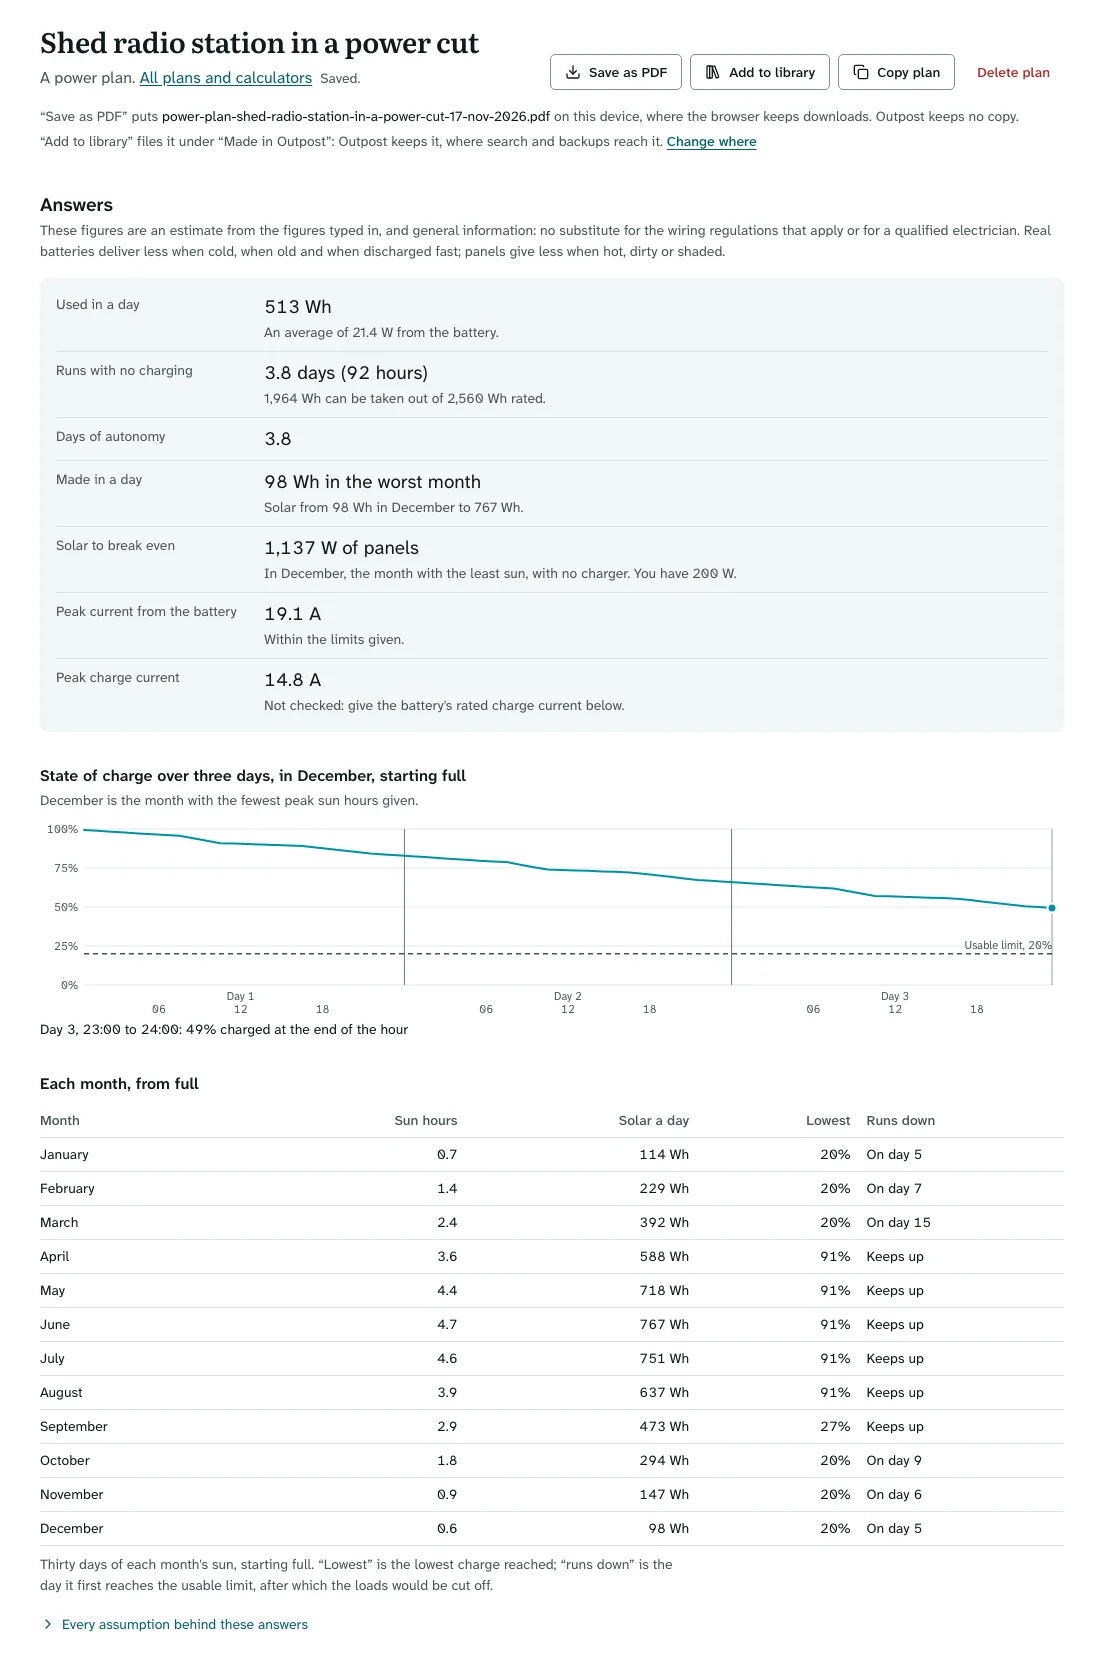 Shed radio station in a power cut
A power plan. All plans and calculators Saved.
Save as PDF
Add to library
Copy plan
Delete plan
“Save as PDF” puts power-plan-shed-radio-station-in-a-power-cut-17-nov-2026.pdf on this device, where the browser keeps downloads. Outpost keeps no copy.
“Add to library” files it under “Made in Outpost”: Outpost keeps it, where search and backups reach it. Change where
Answers
These figures are an estimate from the figures typed in, and general information: no substitute for the wiring regulations that apply or for a qualified electrician. Real
batteries deliver less when cold, when old and when discharged fast; panels give less when hot, dirty or shaded.
Used in a day
513 Wh
An average of 21.4 W from the battery.
Runs with no charging
3.8 days (92 hours)
1,964 Wh can be taken out of 2,560 Wh rated.
Days of autonomy
3.8
Made in a day
98 Wh in the worst month
Solar from 98 Wh in December to 767 Wh.
Solar to break even
1,137 W of panels
In December, the month with the least sun, with no charger. You have 200 W.
Peak current from the battery
19.1 A
Within the limits given.
Peak charge current
14.8 A
Not checked: give the battery's rated charge current below.
State of charge over three days, in December, starting full
December is the month with the fewest peak sun hours given.
100%
75%
50%
25%
Usable limit, 20%
0%
Day 1 Day 2 Day 3
06 12 18 06 12 18 06 12 18
Day 3, 23:00 to 24:00: 49% charged at the end of the hour
Each month, from full
Month Sun hours Solar a day Lowest Runs down
January 0.7 114 Wh 20% On day 5
February 1.4 229 Wh 20% On day 7
March 2.4 392 Wh 20% On day 15
April 3.6 588 Wh 91% Keeps up
May 4.4 718 Wh 91% Keeps up
June 4.7 767 Wh 91% Keeps up
July 4.6 751 Wh 91% Keeps up
August 3.9 637 Wh 91% Keeps up
September 2.9 473 Wh 27% Keeps up
October 1.8 294 Wh 20% On day 9
November 0.9 147 Wh 20% On day 6
December 0.6 98 Wh 20% On day 5
Thirty days of each month's sun, starting full. “Lowest” is the lowest charge reached; “runs down” is the
day it first reaches the usable limit, after which the loads would be cut off.
Every assumption behind these answers